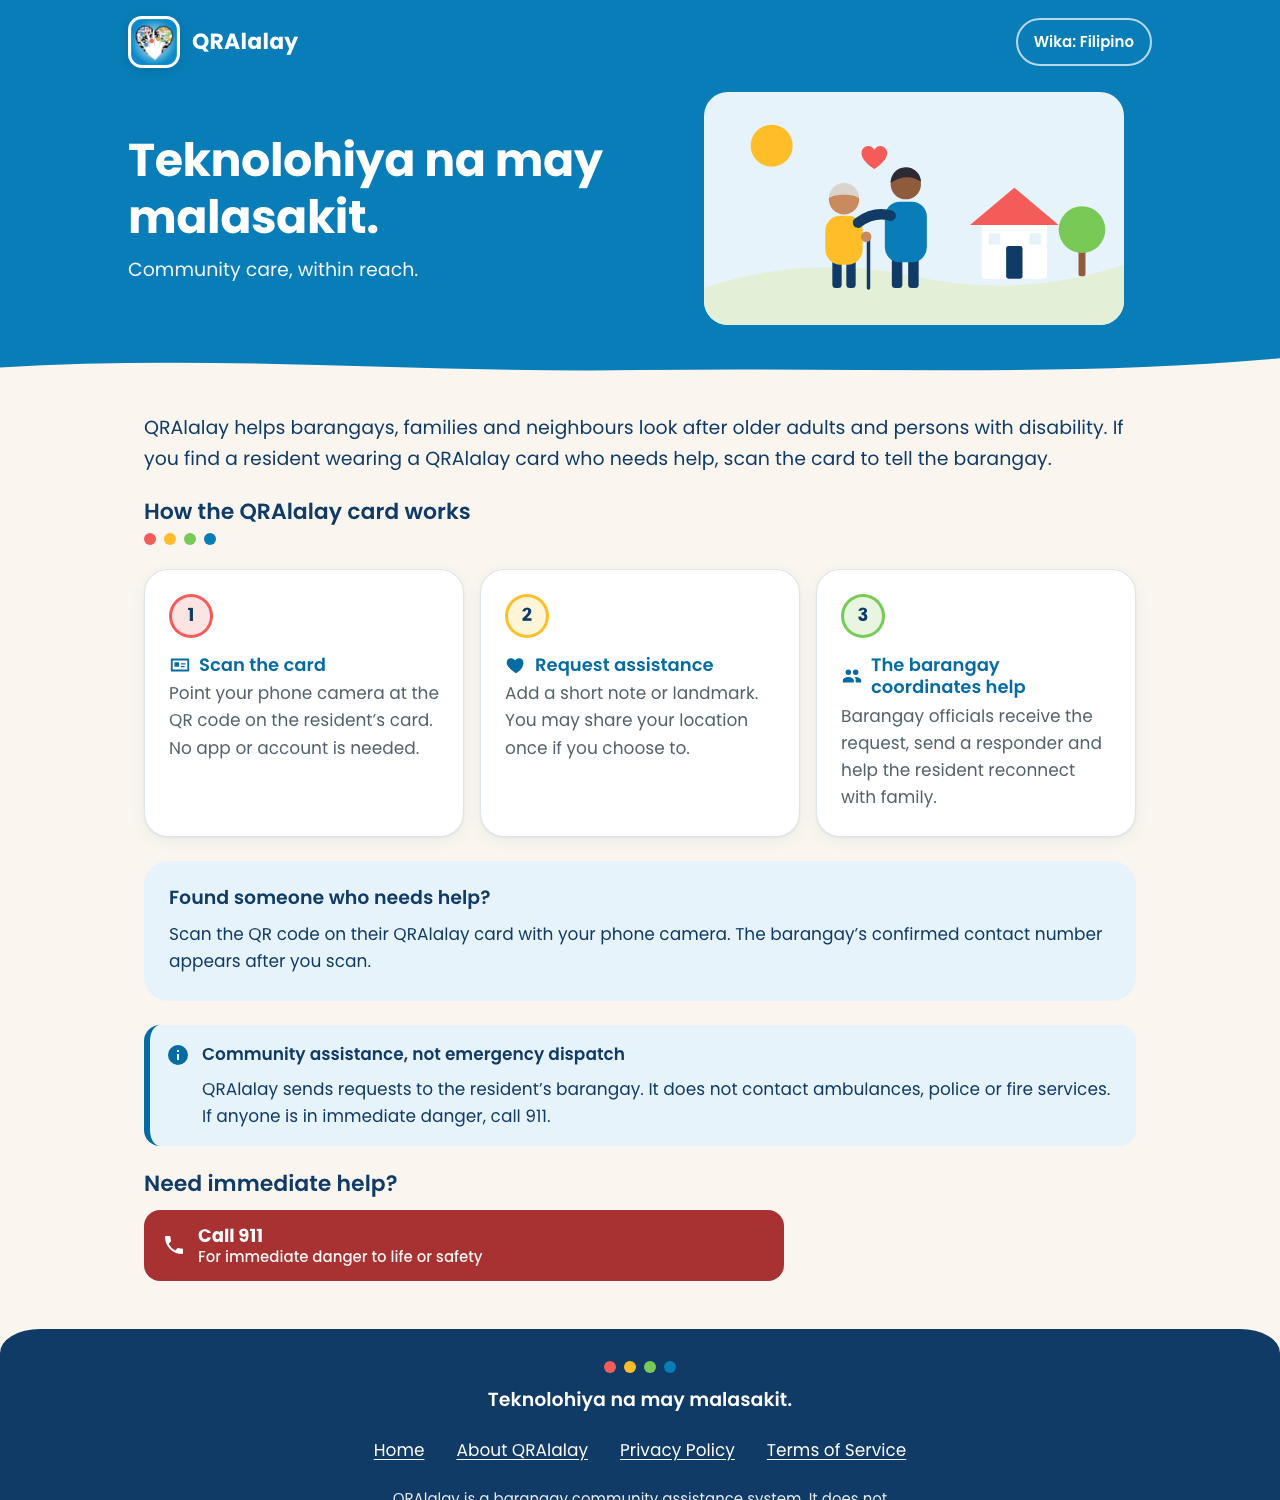 QRAlalay
Wika: Filipino
Teknolohiya na may
malasakit.
Community care, within reach.
QRAlalay helps barangays, families and neighbours look after older adults and persons with disability. If
you find a resident wearing a QRAlalay card who needs help, scan the card to tell the barangay.
How the QRAlalay card works
1
Scan the card
Point your phone camera at the
QR code on the resident’s card.
No app or account is needed.
2
Request assistance
Add a short note or landmark.
You may share your location
once if you choose to.
3
The barangay
coordinates help
Barangay officials receive the
request, send a responder and
help the resident reconnect
with family.
Found someone who needs help?
Scan the QR code on their QRAlalay card with your phone camera. The barangay’s confirmed contact number
appears after you scan.
Community assistance, not emergency dispatch
QRAlalay sends requests to the resident’s barangay. It does not contact ambulances, police or fire services.
If anyone is in immediate danger, call 911.
Need immediate help?
Call 911
For immediate danger to life or safety
Teknolohiya na may malasakit.
Home About QRAlalay Privacy Policy Terms of Service
QRAlalay is a barangay community assistance system. It does not